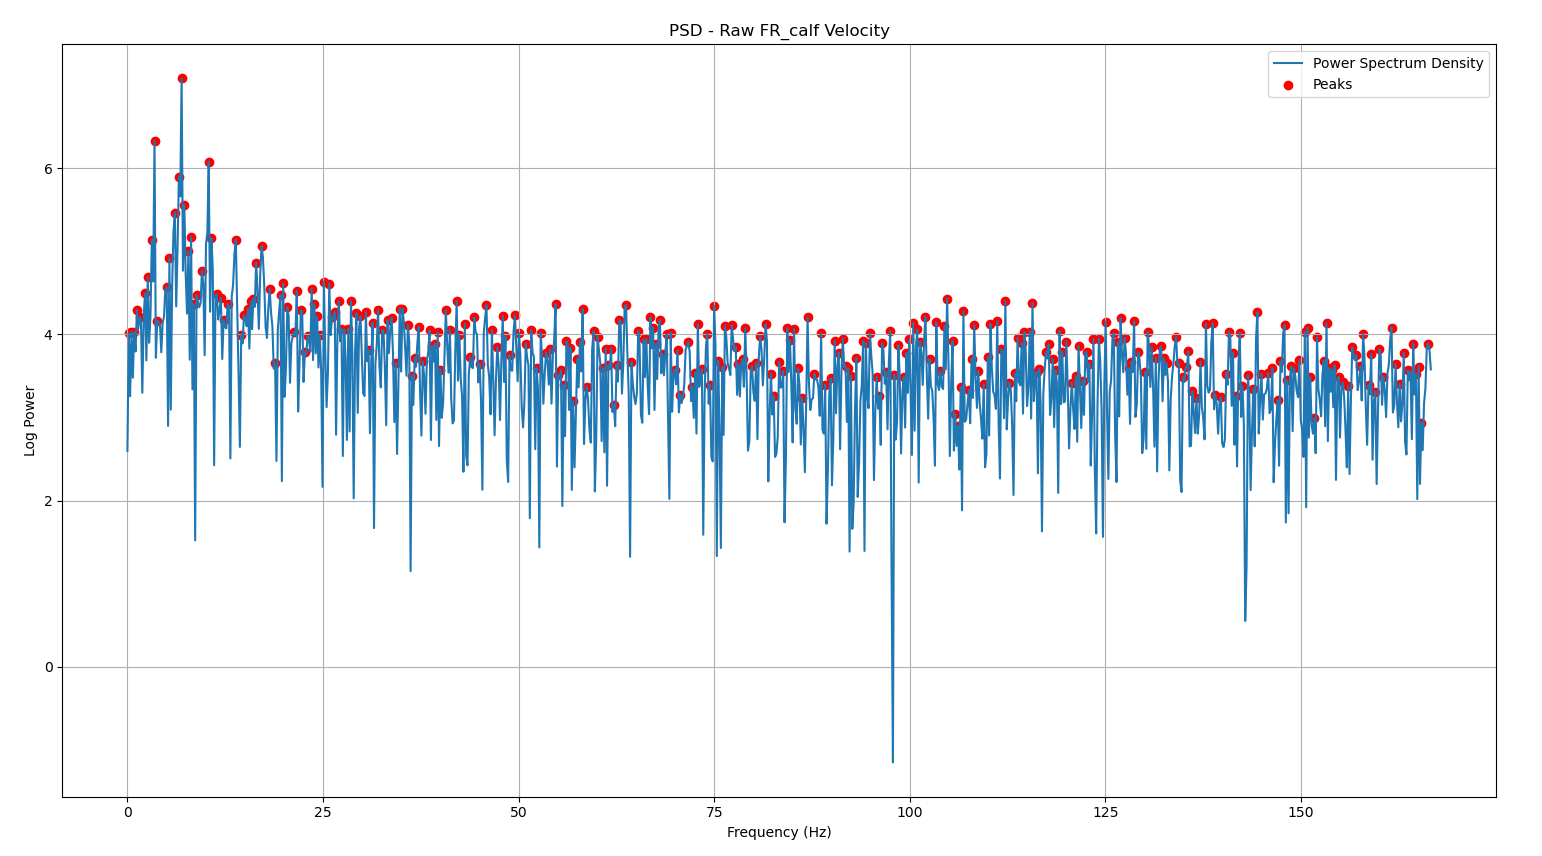 PSD - Raw FR_calf Velocity
Power Spectrum Density
Peaks
6
4
2
0
Log Power
0 25 50 75 100 125 150
Frequency (Hz)